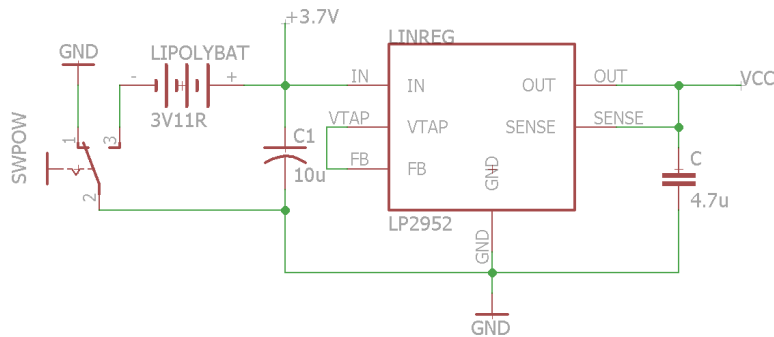 +3.7V
GND
LIPOLYBAT
LINREG
-
+
IN
IN
OUT
OUT
VCC
3V11R
VTAP
VTAP
SENSE
SENSE
SWPOW
1
3
C1
FB
FB
GND
C
10u
4.7u
2
LP2952
GND
GND